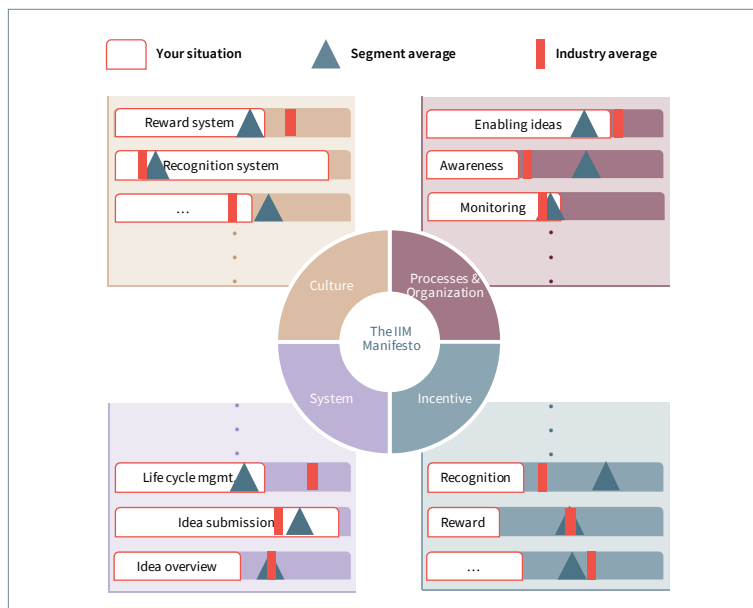 Your situation
Segment average
Industry average
Reward system
Recognition system
…
Enabling ideas
Awareness
Monitoring
Culture
Processes &
Organization
The IIM
Manifesto
System
Incentive
Life cycle mgmt.
Idea submission
Idea overview
Recognition
Reward
…